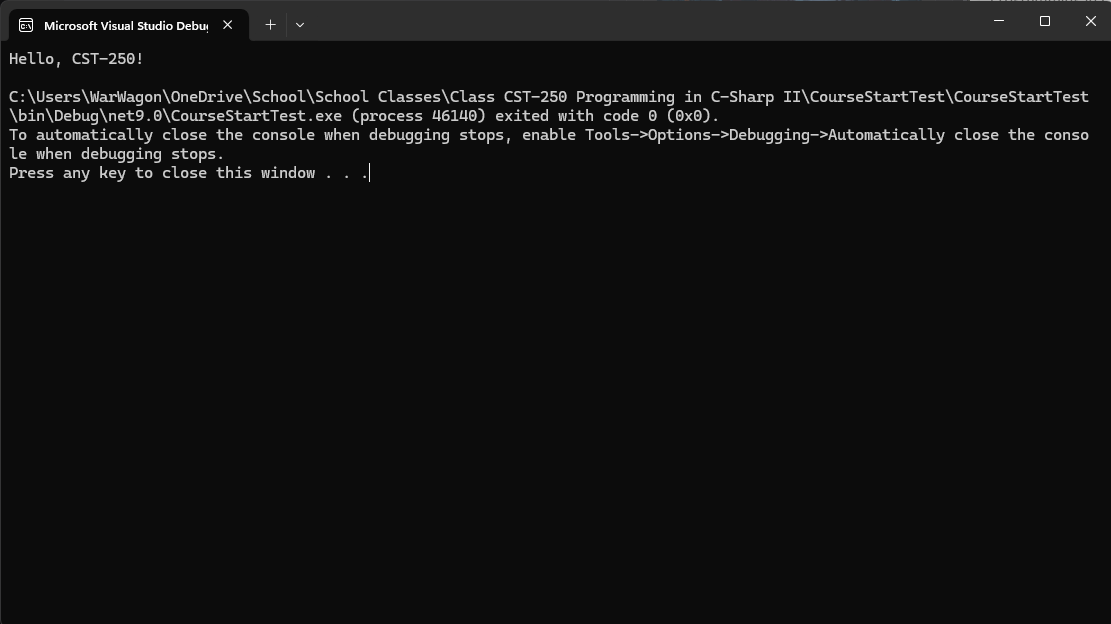 Microsoft Visual Studio Debug
Hello, CST-250!
C:\Users\WarWagon\OneDrive\School\School Classes\Class CST-250 Programming in C-Sharp II\CourseStartTest\CourseStartTest
\bin\Debug\net9.0\CourseStartTest.exe (process 46140) exited with code 0 (0x0).
To automatically close the console when debugging stops, enable Tools->Options->Debugging->Automatically close the conso
le when debugging stops.
Press any key to close this window . . .